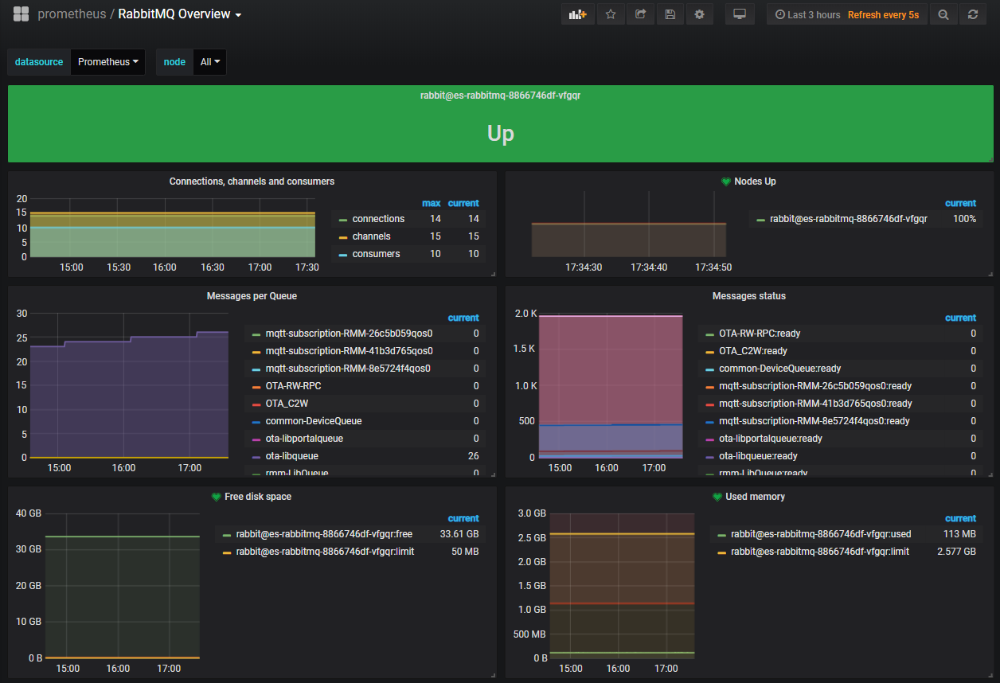 prometheus / RabbitMQ Overview
Last 3 hours Refresh every 5s
datasource Prometheus node All
rabbit@es-rabbitmq-8866746df-vfgqr
Up
Connections, channels and consumers
20
15
10
5
0
15:00 15:30 16:00 16:30 17:00 17:30
max current
connections 14 14
channels 15 15
consumers 10 10
Nodes Up
17:34:30 17:34:40 17:34:50
current
rabbit@es-rabbitmq-8866746df-vfgqr 100%
Messages per Queue
30
25
20
15
10
5
0
15:00 16:00 17:00
current
mqtt-subscription-RMM-26c5b059qos0 0
mqtt-subscription-RMM-41b3d765qos0 0
mqtt-subscription-RMM-8e5724f4qos0 0
OTA-RW-RPC 0
OTA_C2W 0
common-DeviceQueue 0
ota-libportalqueue 0
ota-libqueue 26
rmm-LibQueue 0
Messages status
2.0 K
1.5 K
1.0 K
500
0
15:00 16:00 17:00
current
OTA-RW-RPC:ready 0
OTA_C2W:ready 0
common-DeviceQueue:ready 0
mqtt-subscription-RMM-26c5b059qos0:ready 0
mqtt-subscription-RMM-41b3d765qos0:ready 0
mqtt-subscription-RMM-8e5724f4qos0:ready 0
ota-libportalqueue:ready 0
ota-libqueue:ready 0
rmm-LibQueue:ready 0
Free disk space
40 GB
30 GB
20 GB
10 GB
0 B
15:00 16:00 17:00
current
rabbit@es-rabbitmq-8866746df-vfgqr:free 33.61 GB
rabbit@es-rabbitmq-8866746df-vfgqr:limit 50 MB
Used memory
3.0 GB
2.5 GB
2.0 GB
1.5 GB
1.0 GB
500 MB
0 B
15:00 16:00 17:00
current
rabbit@es-rabbitmq-8866746df-vfgqr:used 113 MB
rabbit@es-rabbitmq-8866746df-vfgqr:limit 2.577 GB